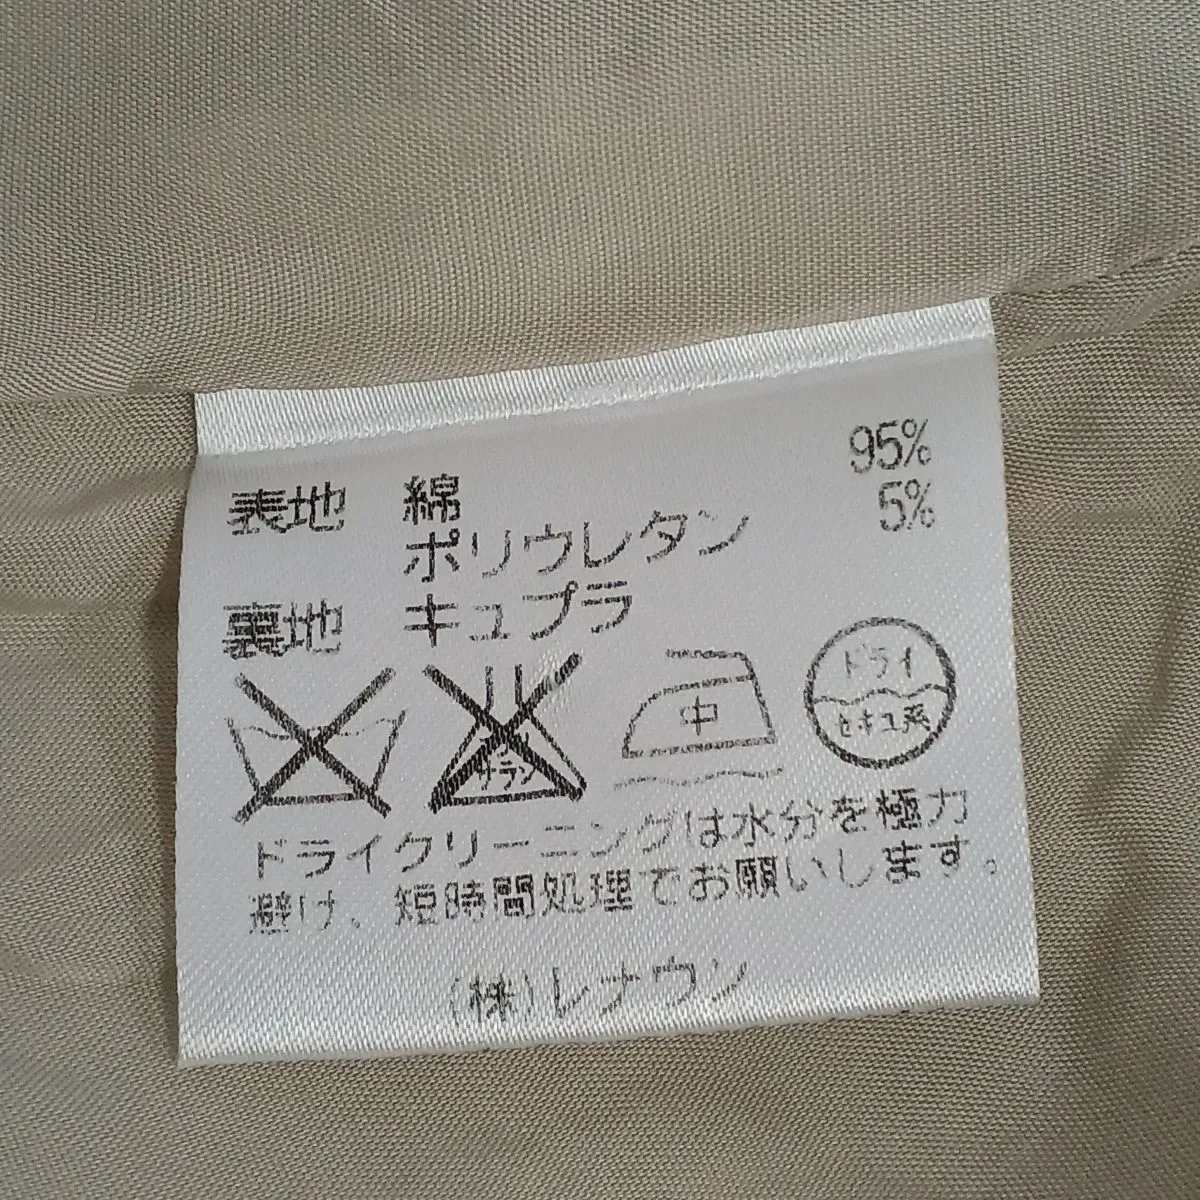 表地 綿 95%
ポリウレタン 5%
裏地 キュプラ
サラシ
中
ドライ
セキユ系
ドライクリーニングは水分を極力
避け、短時間処理でお願いします。
(株)レナウン